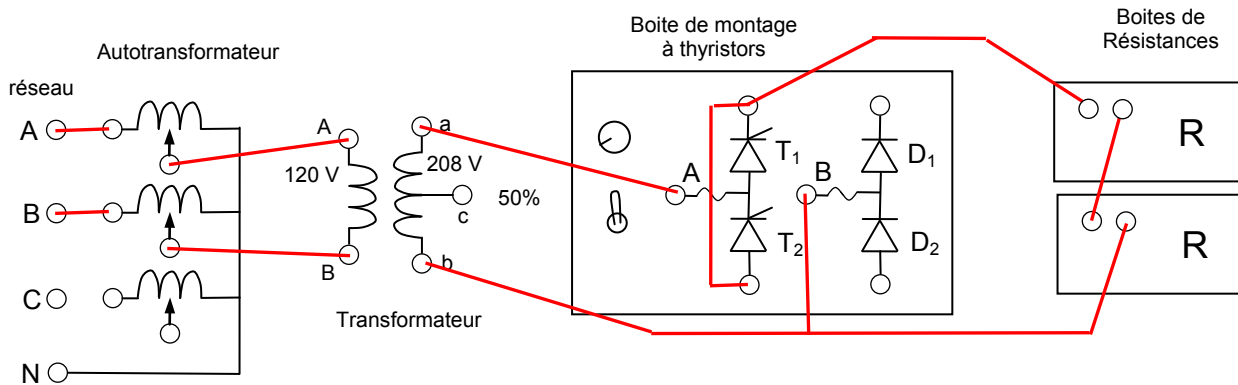 Autotransformateur
réseau
A
B
C
N
A
120 V
B
a
208 V
c
50%
b
Transformateur
Boite de montage
à thyristors
A
T1
T2
B
D1
D2
Boites de
Résistances
R
R